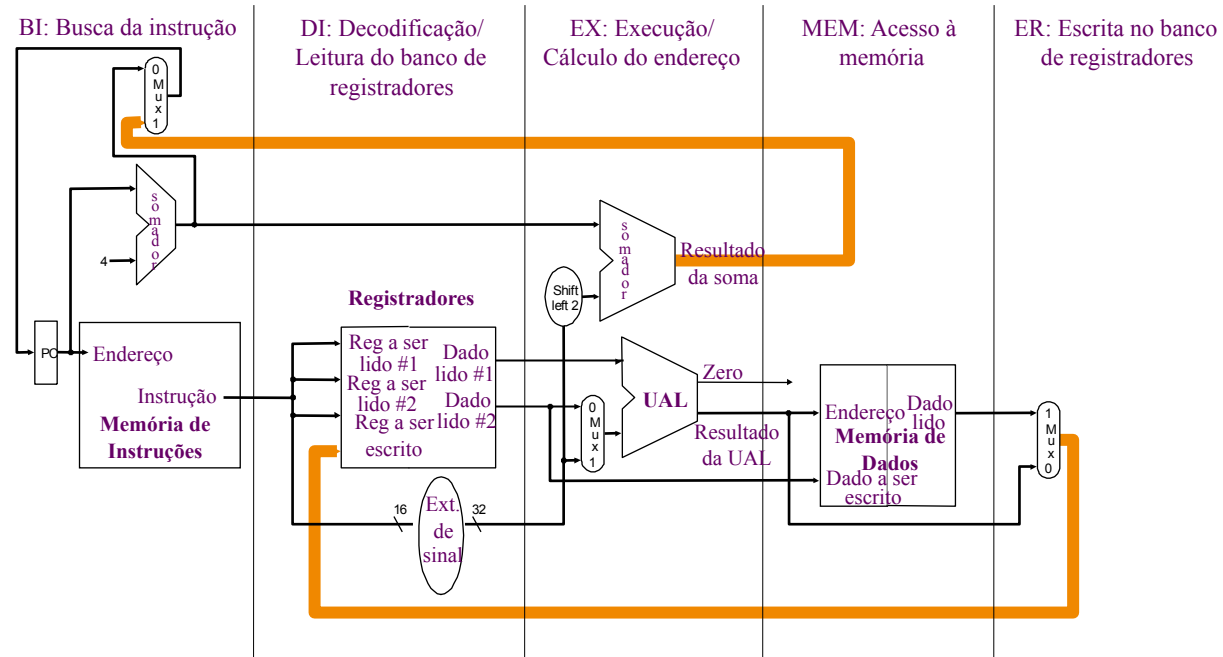 BI: Busca da instrução
DI: Decodificação/
Leitura do banco de
registradores
EX: Execução/
Cálculo do endereço
MEM: Acesso à
memória
ER: Escrita no banco
de registradores
0
M
u
x
1
somador
4
somador
Resultado
da soma
Shift
left 2
Registradores
PC
Endereço
Instrução
Memória de
Instruções
Reg a ser
lido #1
Reg a ser
lido #2
Reg a ser
escrito
Dado
lido #1
Dado
lido #2
0
M
u
x
1
UAL
Zero
Resultado
da UAL
Endereço
Dado
lido
Memória de
Dados
Dado a ser
escrito
1
M
u
x
0
16
Ext.
de
sinal
32